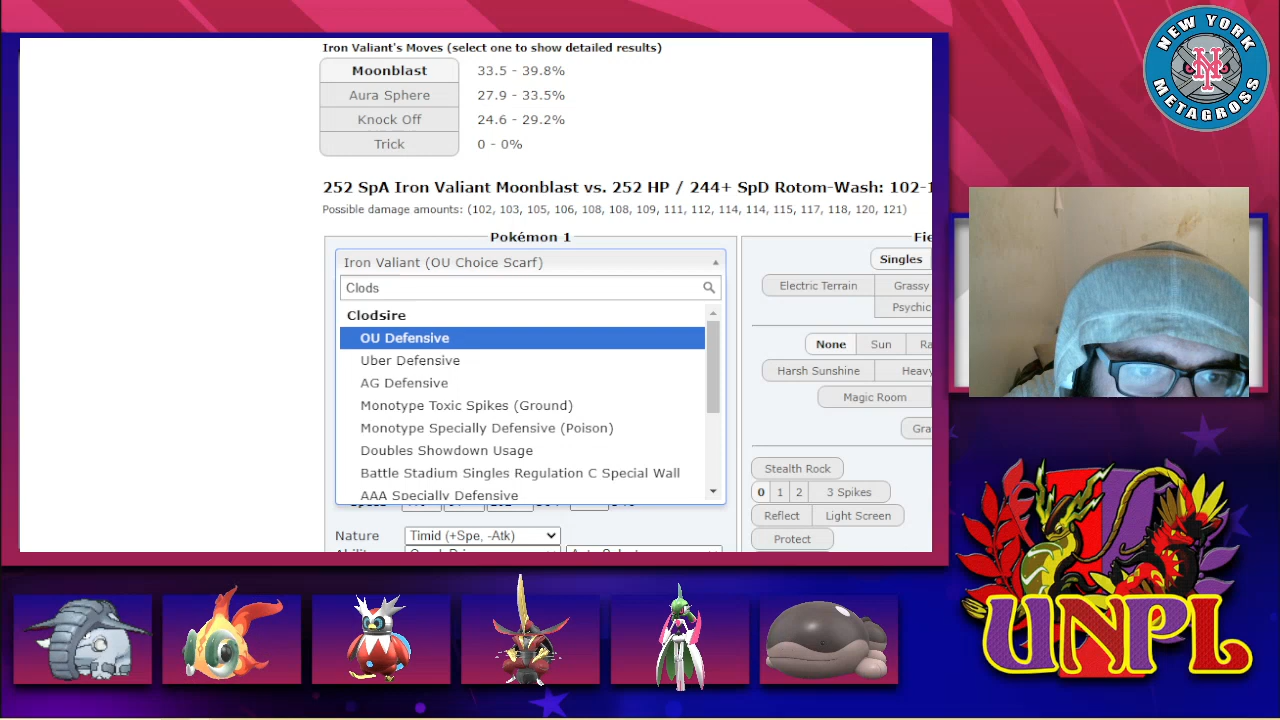 Iron Valiant's Moves (select one to show detailed results)
Moonblast 33.5 - 39.8%
Aura Sphere 27.9 - 33.5%
Knock Off 24.6 - 29.2%
Trick 0 - 0%
252 SpA Iron Valiant Moonblast vs. 252 HP / 244+ SpD Rotom-Wash: 102-1
Possible damage amounts: (102, 103, 105, 106, 108, 108, 109, 111, 112, 114, 114, 115, 117, 118, 120, 121)
Pokémon 1
Iron Valiant (OU Choice Scarf)
Clods
Clodsire
OU Defensive
Uber Defensive
AG Defensive
Monotype Toxic Spikes (Ground)
Monotype Specially Defensive (Poison)
Doubles Showdown Usage
Battle Stadium Singles Regulation C Special Wall
AAA Specially Defensive
Nature Timid (+Spe, -Atk)
Fie
Singles
Electric Terrain Grassy
Psychic
None Sun Ra
Harsh Sunshine Heavy
Magic Room
Gra
Stealth Rock
0 1 2 3 Spikes
Reflect Light Screen
Protect
NEW YORK
NY
METAGROSS
UNPL